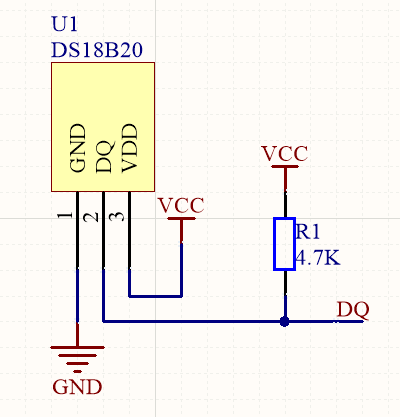 U1
DS18B20
GND
DQ
VDD
1
2
3
VCC
VCC
R1
4.7K
DQ
GND